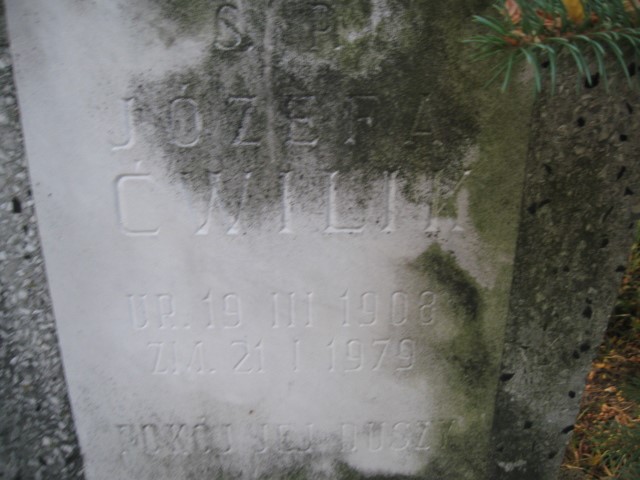 Ś. P.
JÓZEFA
ĆWILIK
UR. 19 III 1908
ZM. 21 I 1979
POKÓJ JEJ DUSZY